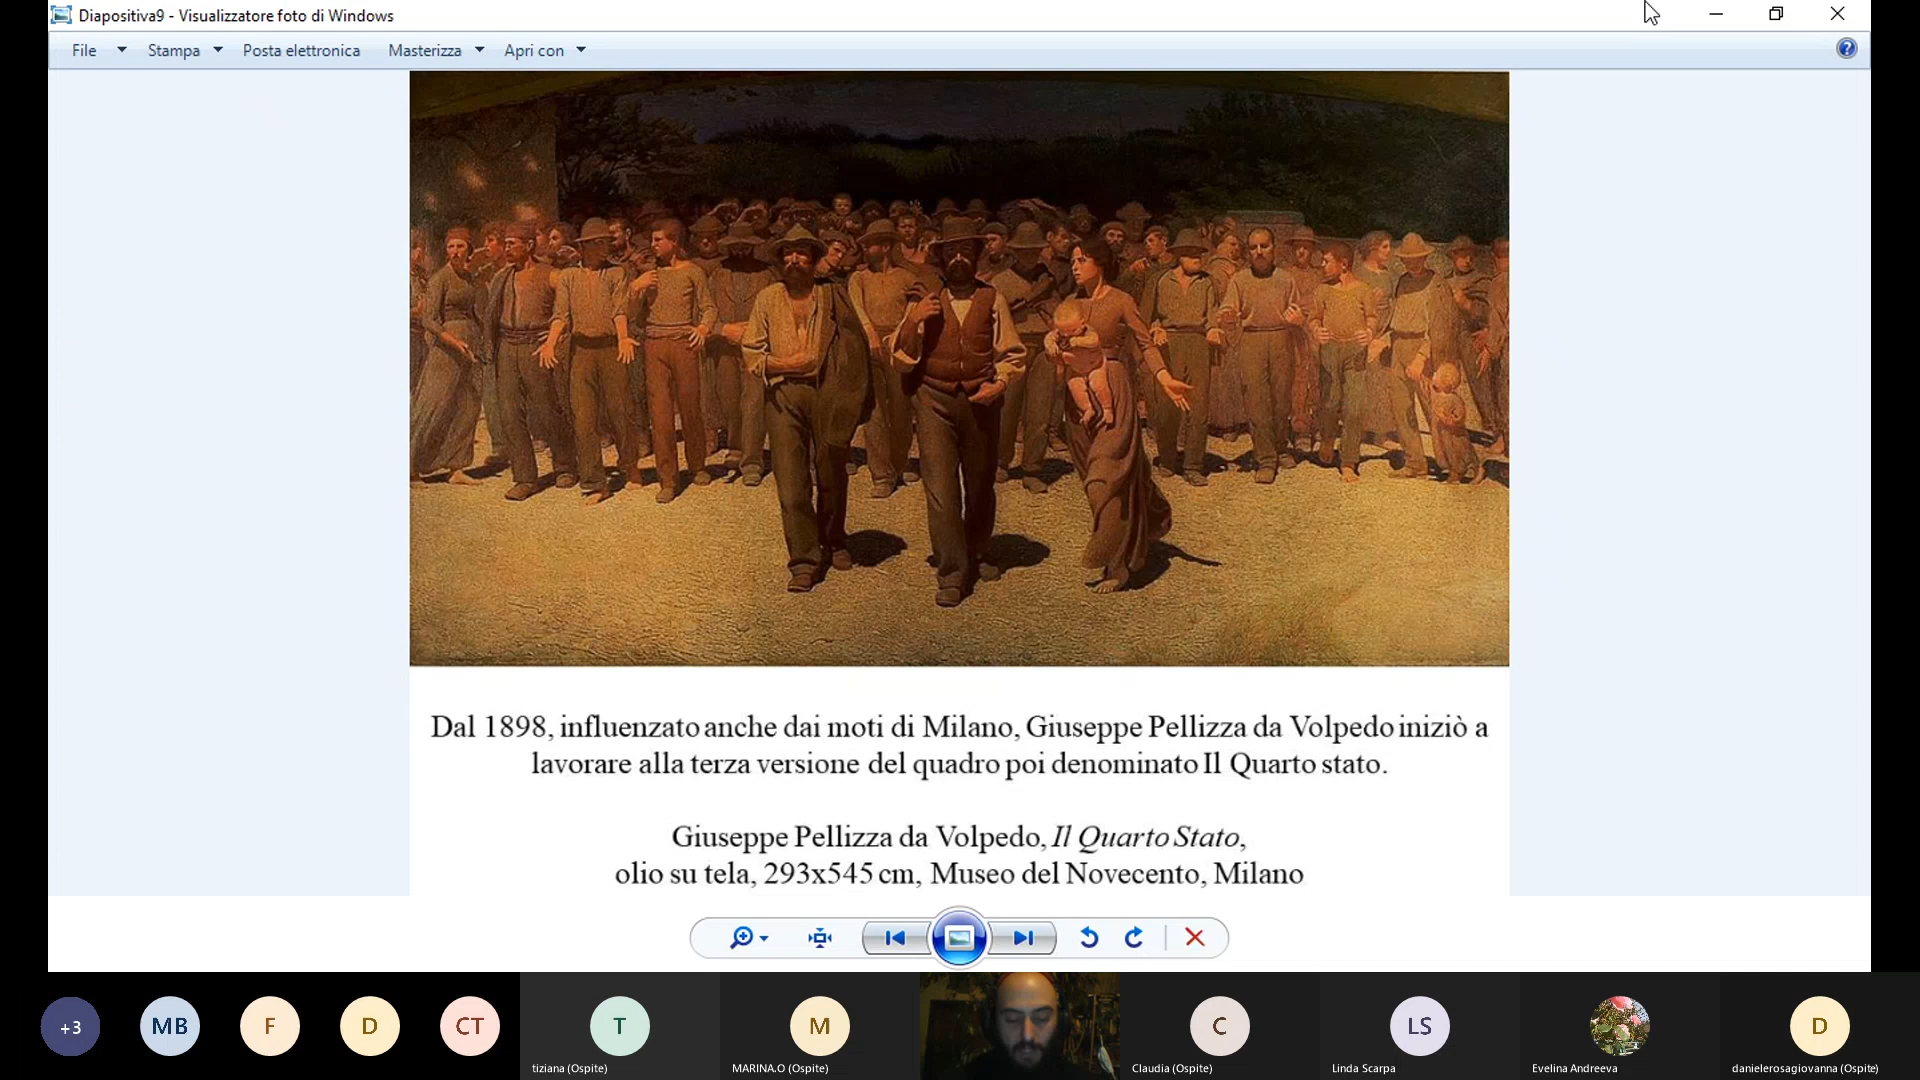 Diapositiva9 - Visualizzatore foto di Windows
File Stampa Posta elettronica Masterizza Apri con ?
Dal 1898, influenzato anche dai moti di Milano, Giuseppe Pellizza da Volpedo iniziò a
lavorare alla terza versione del quadro poi denominato Il Quarto stato.
Giuseppe Pellizza da Volpedo, Il Quarto Stato,
olio su tela, 293x545 cm, Museo del Novecento, Milano
+3 MB F D CT T M C LS D
tiziana (Ospite) MARINA.O (Ospite) Claudia (Ospite) Linda Scarpa Evelina Andreeva danielerosagiovanna (Ospite)